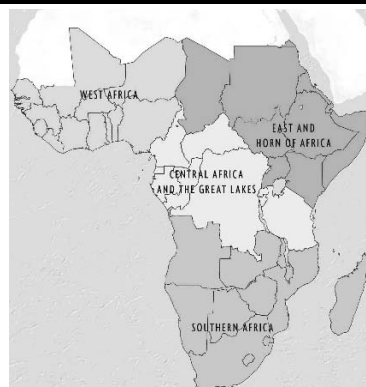 WEST AFRICA
EAST AND
HORN OF AFRICA
CENTRAL AFRICA
AND THE GREAT LAKES
SOUTHERN AFRICA